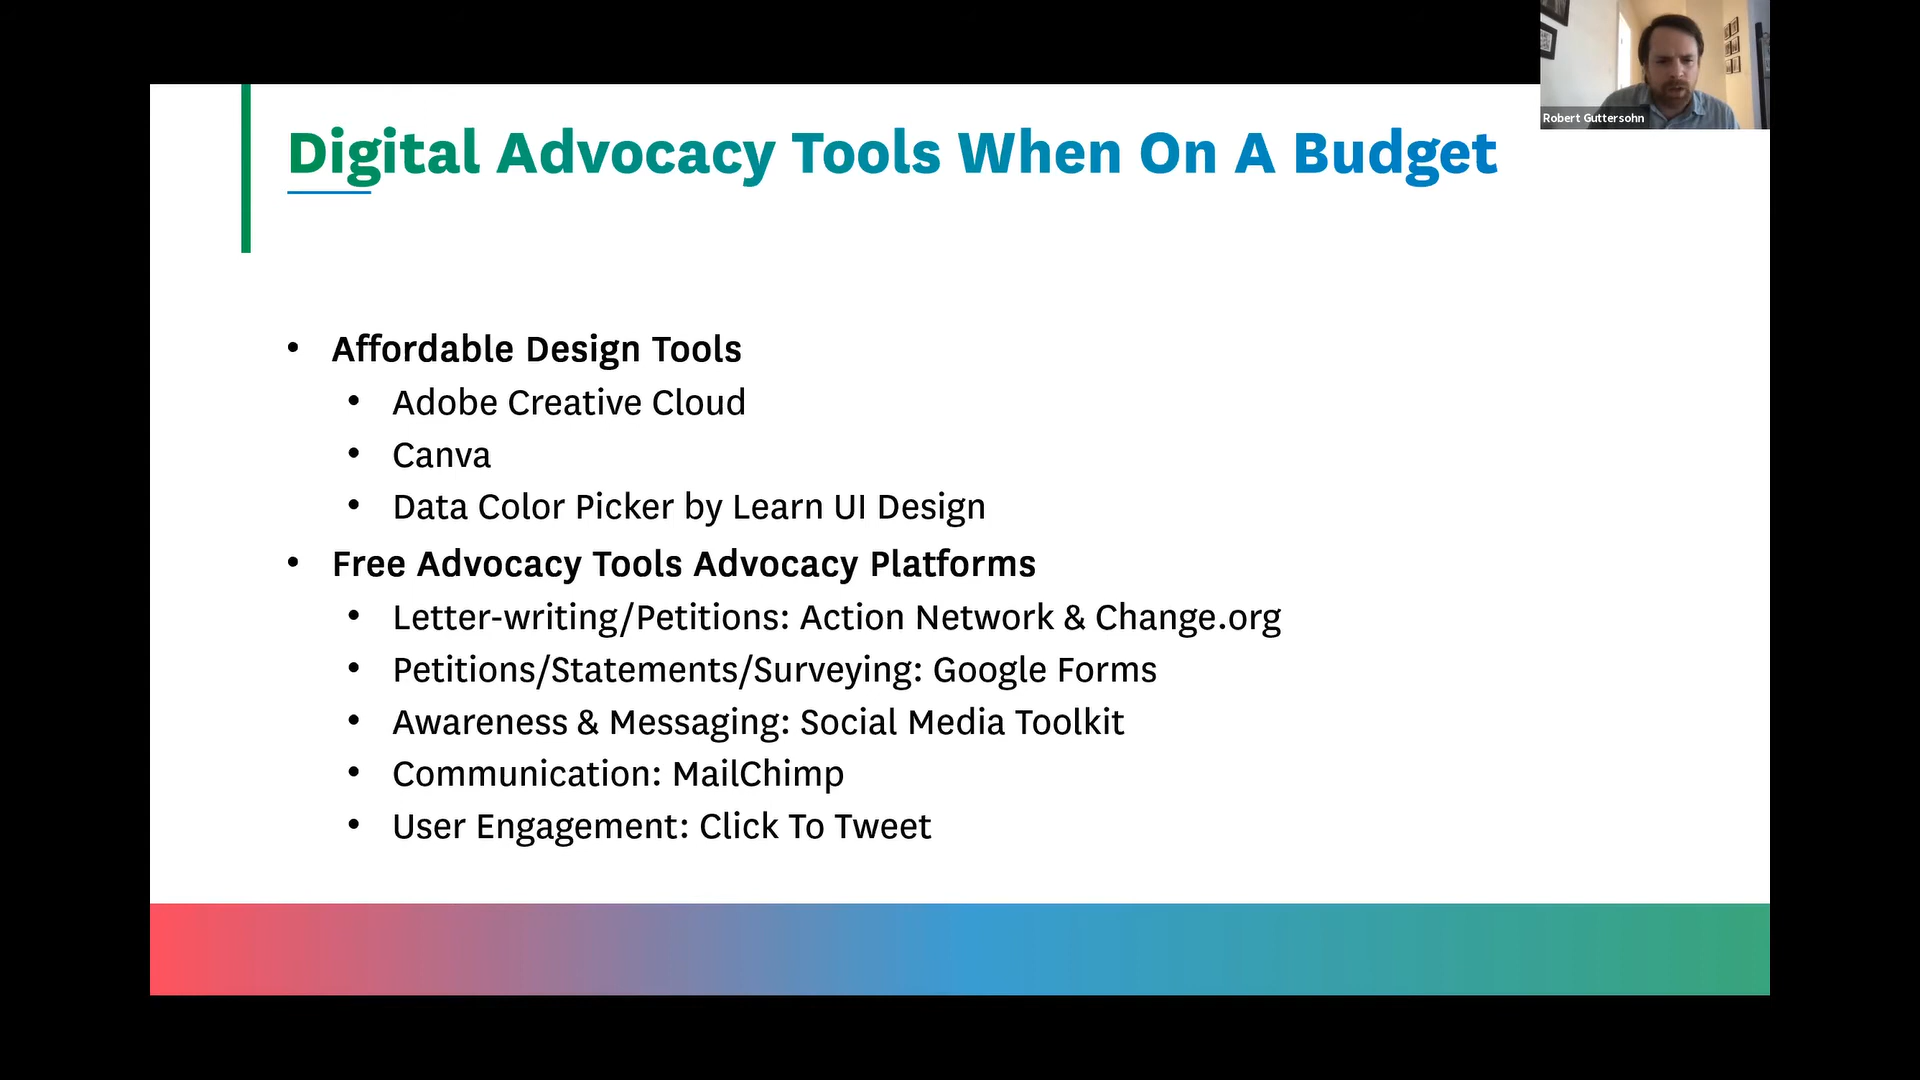 Robert Guttersohn
Digital Advocacy Tools When On A Budget
• Affordable Design Tools
• Adobe Creative Cloud
• Canva
• Data Color Picker by Learn UI Design
• Free Advocacy Tools Advocacy Platforms
• Letter-writing/Petitions: Action Network & Change.org
• Petitions/Statements/Surveying: Google Forms
• Awareness & Messaging: Social Media Toolkit
• Communication: MailChimp
• User Engagement: Click To Tweet